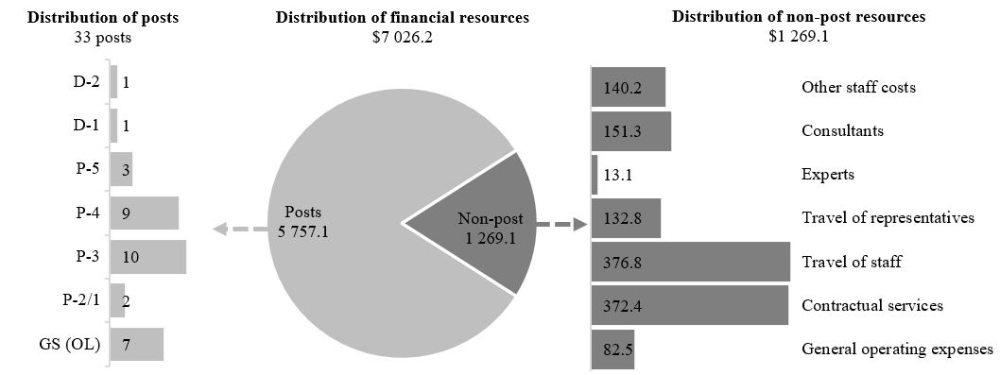 Distribution of posts
33 posts
D-2 1
D-1 1
P-5 3
P-4 9
P-3 10
P-2/1 2
GS (OL) 7
Distribution of financial resources
$7 026.2
Posts
5 757.1
Non-post
1 269.1
Distribution of non-post resources
$1 269.1
140.2 Other staff costs
151.3 Consultants
13.1 Experts
132.8 Travel of representatives
376.8 Travel of staff
372.4 Contractual services
82.5 General operating expenses